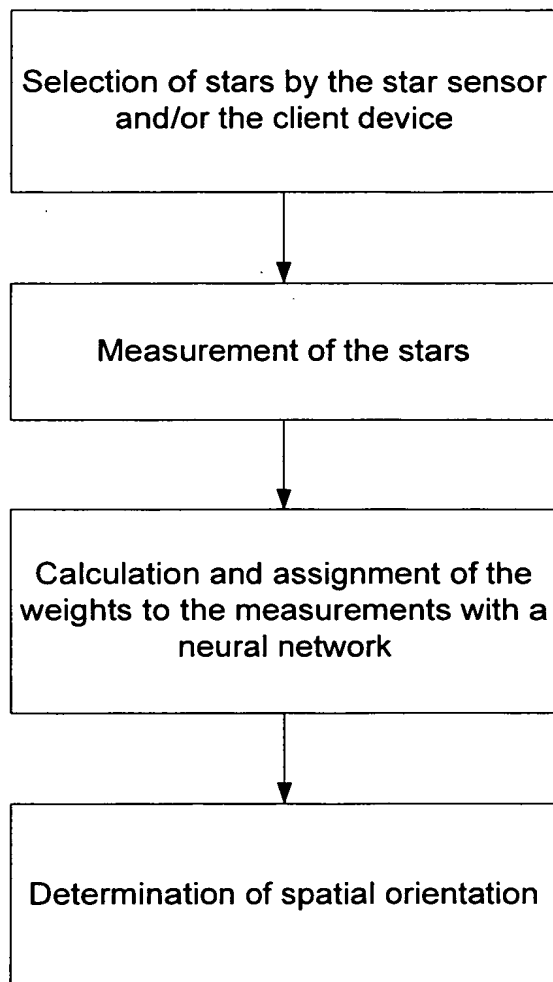 Selection of stars by the star sensor
and/or the client device
Measurement of the stars
Calculation and assignment of the
weights to the measurements with a
neural network
Determination of spatial orientation